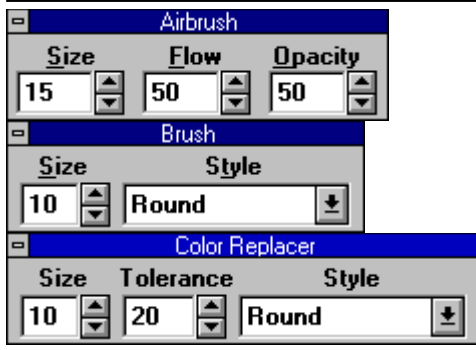 Airbrush
Size Flow Opacity
15 50 50
Brush
Size Style
10 Round
Color Replacer
Size Tolerance Style
10 20 Round